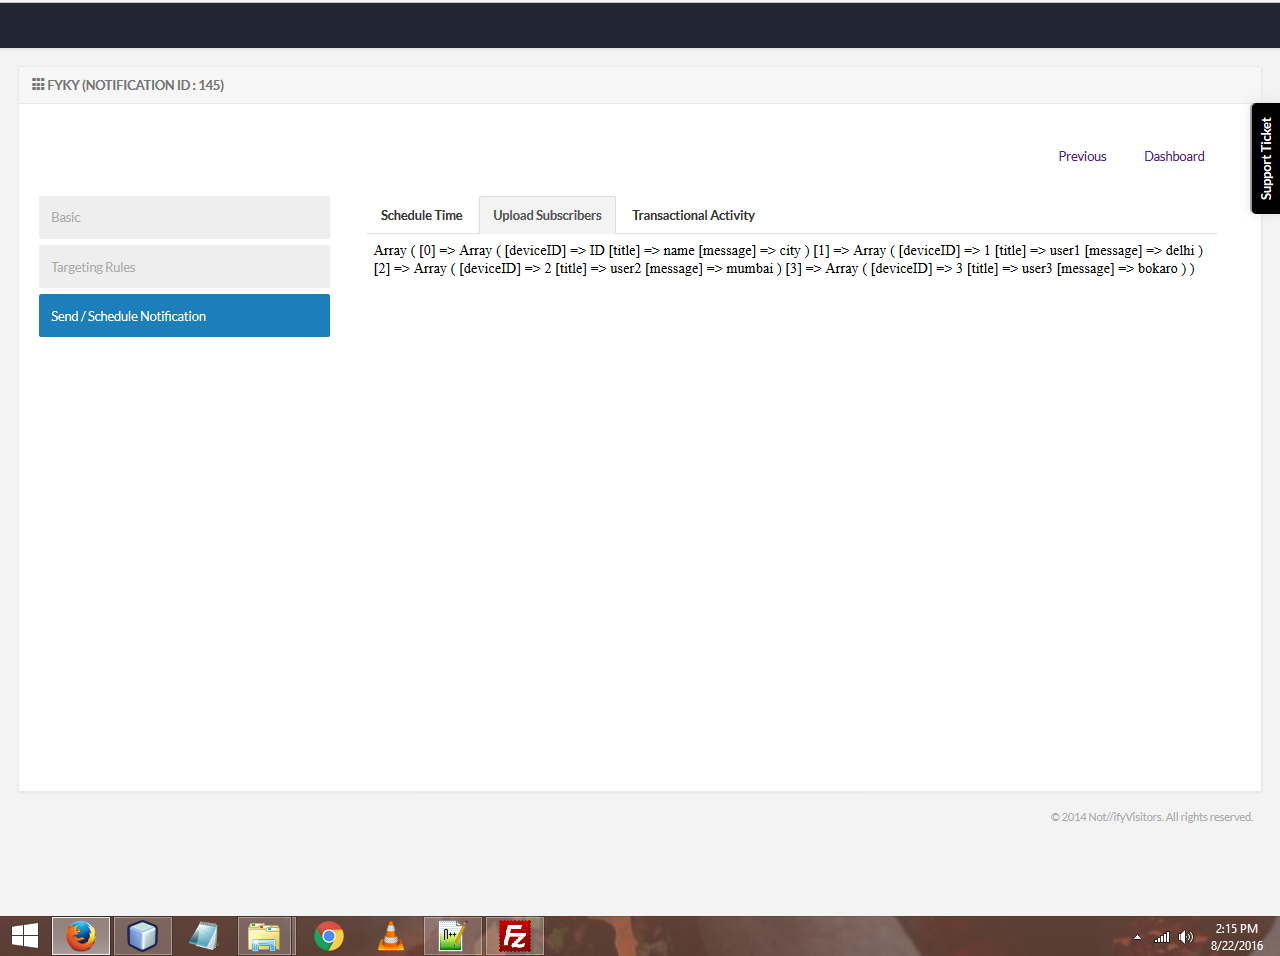 FYKY (NOTIFICATION ID : 145)
Support Ticket
Previous
Dashboard
Basic
Targeting Rules
Send / Schedule Notification
Schedule Time
Upload Subscribers
Transactional Activity
Array ( [0] => Array ( [deviceID] => ID [title] => name [message] => city ) [1] => Array ( [deviceID] => 1 [title] => user1 [message] => delhi )
[2] => Array ( [deviceID] => 2 [title] => user2 [message] => mumbai ) [3] => Array ( [deviceID] => 3 [title] => user3 [message] => bokaro ) )
© 2014 Not//ifyVisitors. All rights reserved.
n++
Fz
2:15 PM
8/22/2016